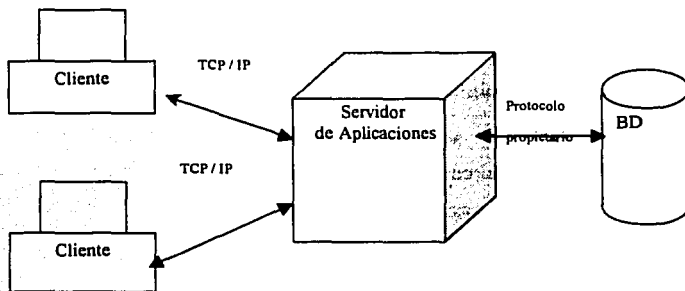 Cliente
TCP / IP
Servidor
de Aplicaciones
Protocolo
propietario
BD
TCP / IP
Cliente